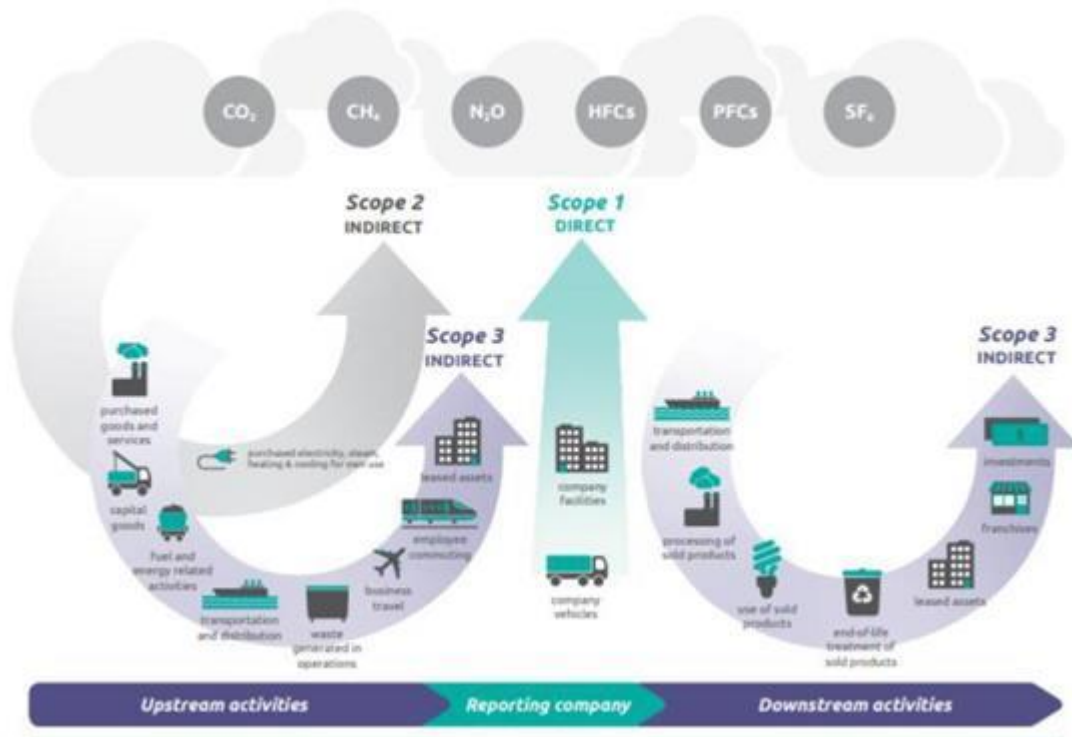 CO₂
CH₄
N₂O
HFCs
PFCs
SF₆
Scope 2
INDIRECT
Scope 1
DIRECT
Scope 3
INDIRECT
Scope 3
INDIRECT
purchased
goods and
services
capital
goods
fuel and
energy related
activities
transportation
and distribution
waste
generated in
operations
business
travel
employee
commuting
leased assets
purchased electricity, steam,
heating & cooling for own use
company
facilities
company
vehicles
transportation
and distribution
processing of
sold products
use of sold
products
end-of-life
treatment of
sold products
leased assets
franchives
investments
Upstream activities
Reporting company
Downstream activities